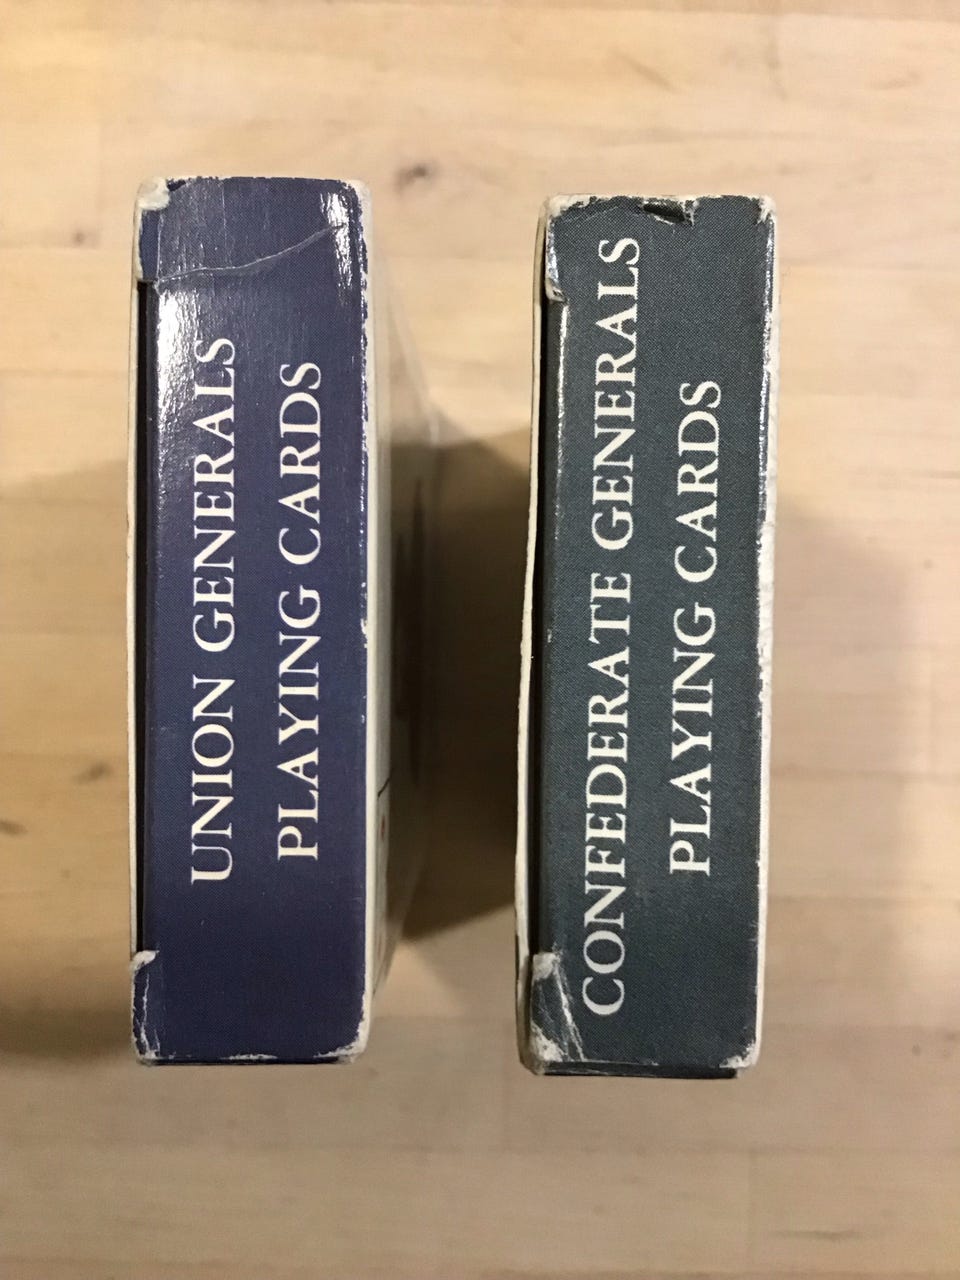 UNION GENERALS
PLAYING CARDS
CONFEDERATE GENERALS
PLAYING CARDS